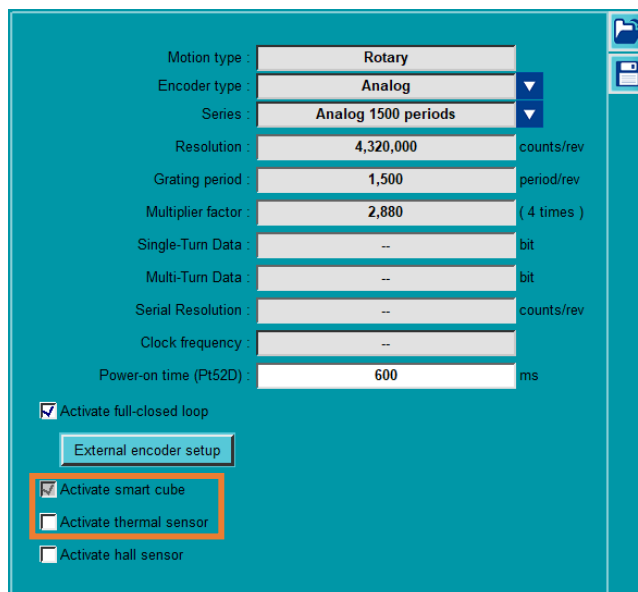 Motion type : Rotary
Encoder type : Analog
Series : Analog 1500 periods
Resolution : 4,320,000 counts/rev
Grating period : 1,500 period/rev
Multiplier factor : 2,880 ( 4 times )
Single-Turn Data : -- bit
Multi-Turn Data : -- bit
Serial Resolution : -- counts/rev
Clock frequency : --
Power-on time (Pt52D) : 600 ms
Activate full-closed loop
External encoder setup
Activate smart cube
Activate thermal sensor
Activate hall sensor